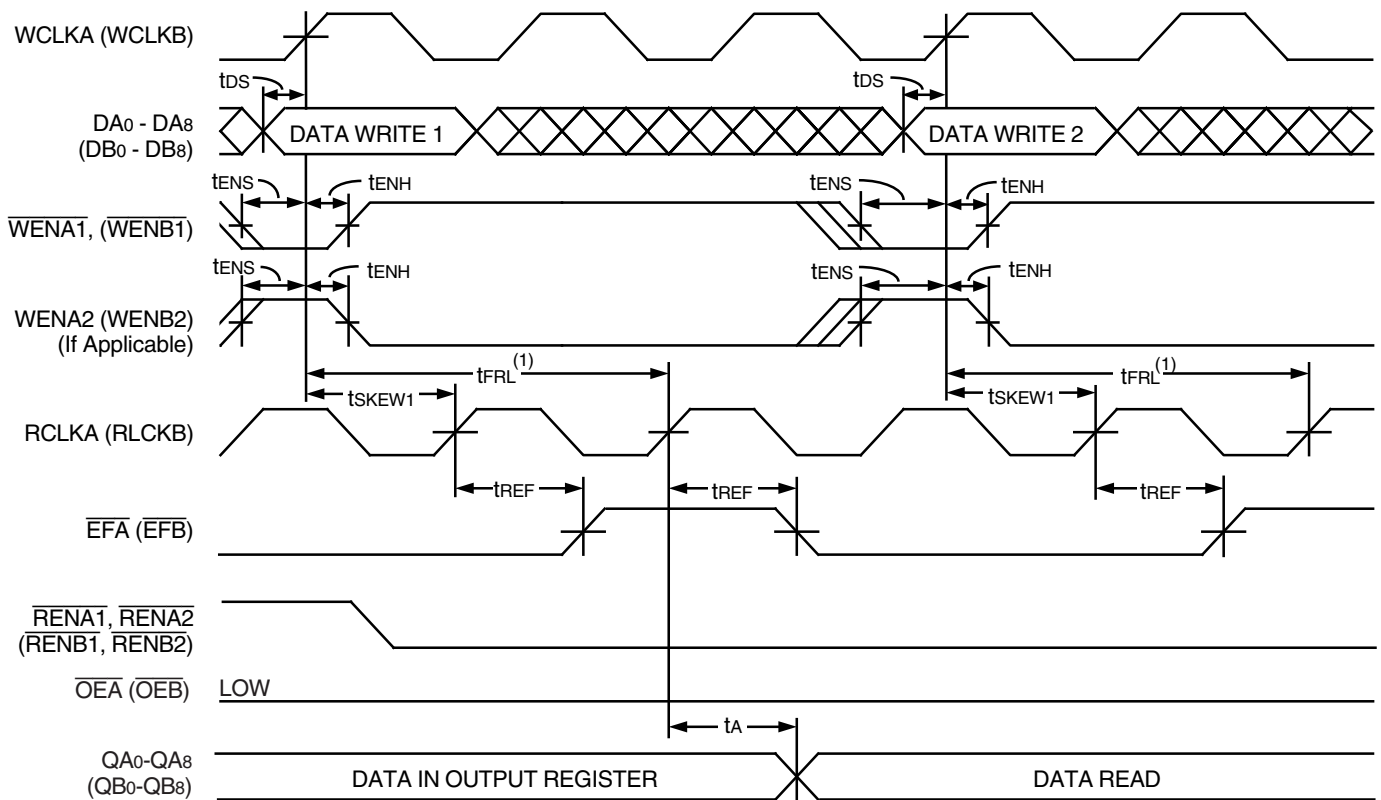 WCLKA (WCLKB)
tDS tDS
DA0 - DA8
(DB0 - DB8)
DATA WRITE 1 DATA WRITE 2
tENS tENH tENS tENH
WENA1, (WENB1)
tENS tENH tENS tENH
WENA2 (WENB2)
(If Applicable)
tFRL(1) tFRL(1)
tSKEW1 tSKEW1
RCLKA (RLCKB)
tREF tREF tREF
EFA (EFB)
RENA1, RENA2
(RENB1, RENB2)
OEA (OEB) LOW
tA
QA0-QA8
(QB0-QB8)
DATA IN OUTPUT REGISTER DATA READ